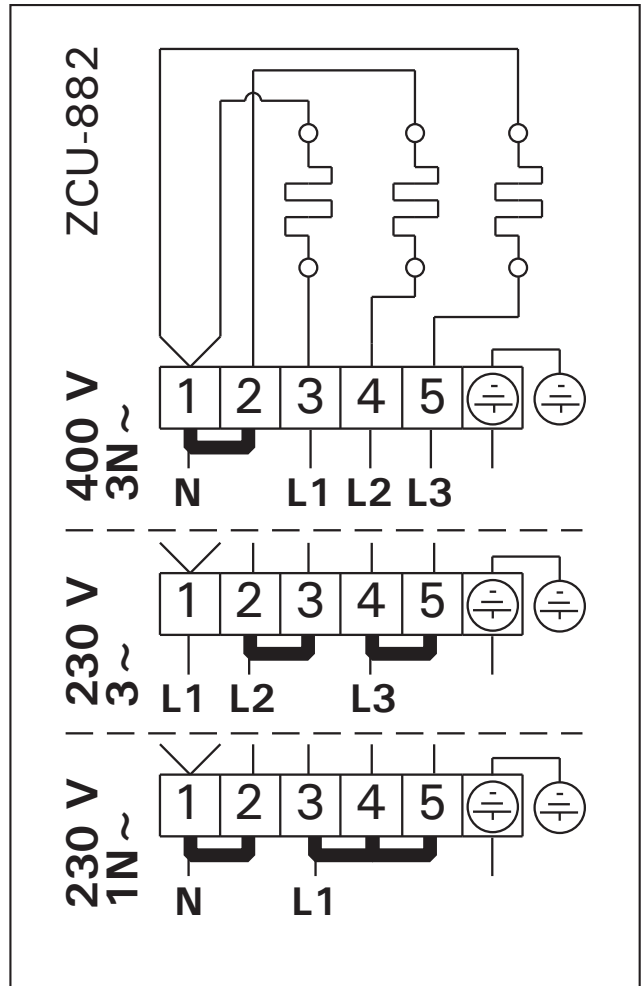 ZCU-882
400 V
3N ~
1 2 3 4 5
N L1 L2 L3
230 V
3 ~
1 2 3 4 5
L1 L2 L3
230 V
1N ~
1 2 3 4 5
N L1